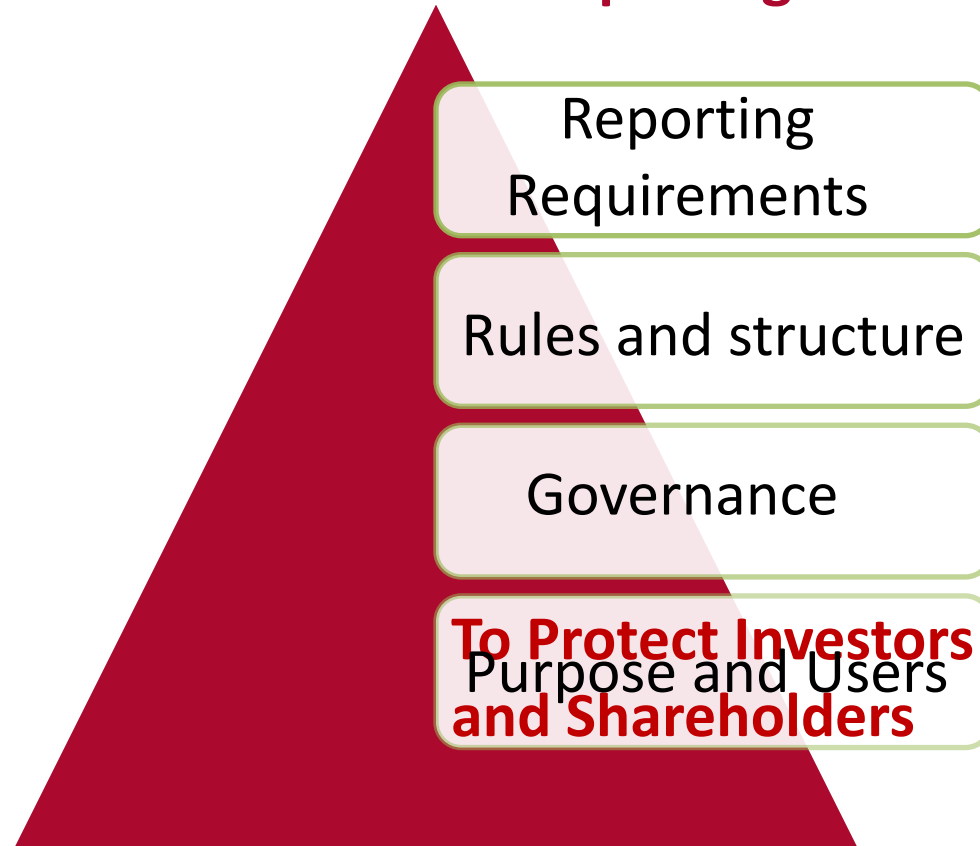 Reporting
Requirements
Rules and structure
Governance
To Protect Investors
Purpose and Users
and Shareholders